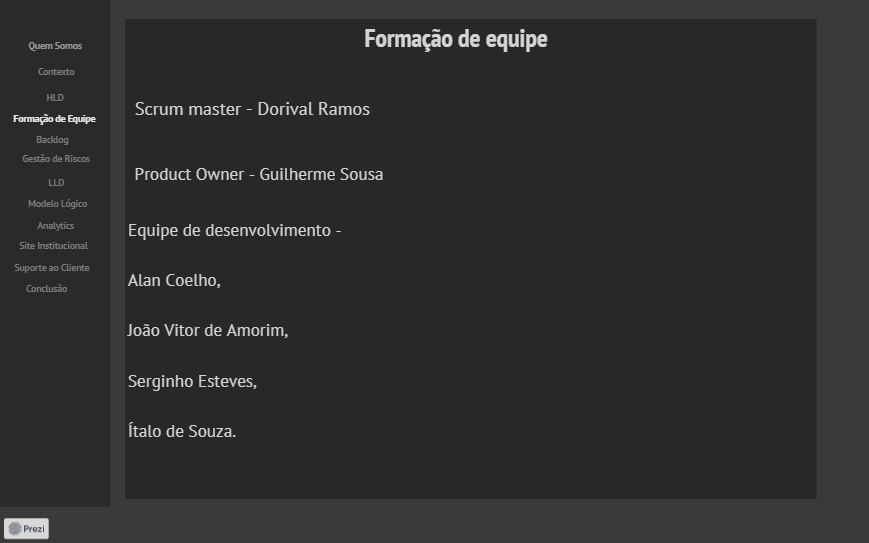 Quem Somos
Contexto
HLD
Formação de Equipe
Backlog
Gestão de Riscos
LLD
Modelo Lógico
Analytics
Site Institucional
Suporte ao Cliente
Conclusão
Formação de equipe
Scrum master - Dorival Ramos
Product Owner - Guilherme Sousa
Equipe de desenvolvimento -
Alan Coelho,
João Vitor de Amorim,
Serginho Esteves,
Ítalo de Souza.
Prezi